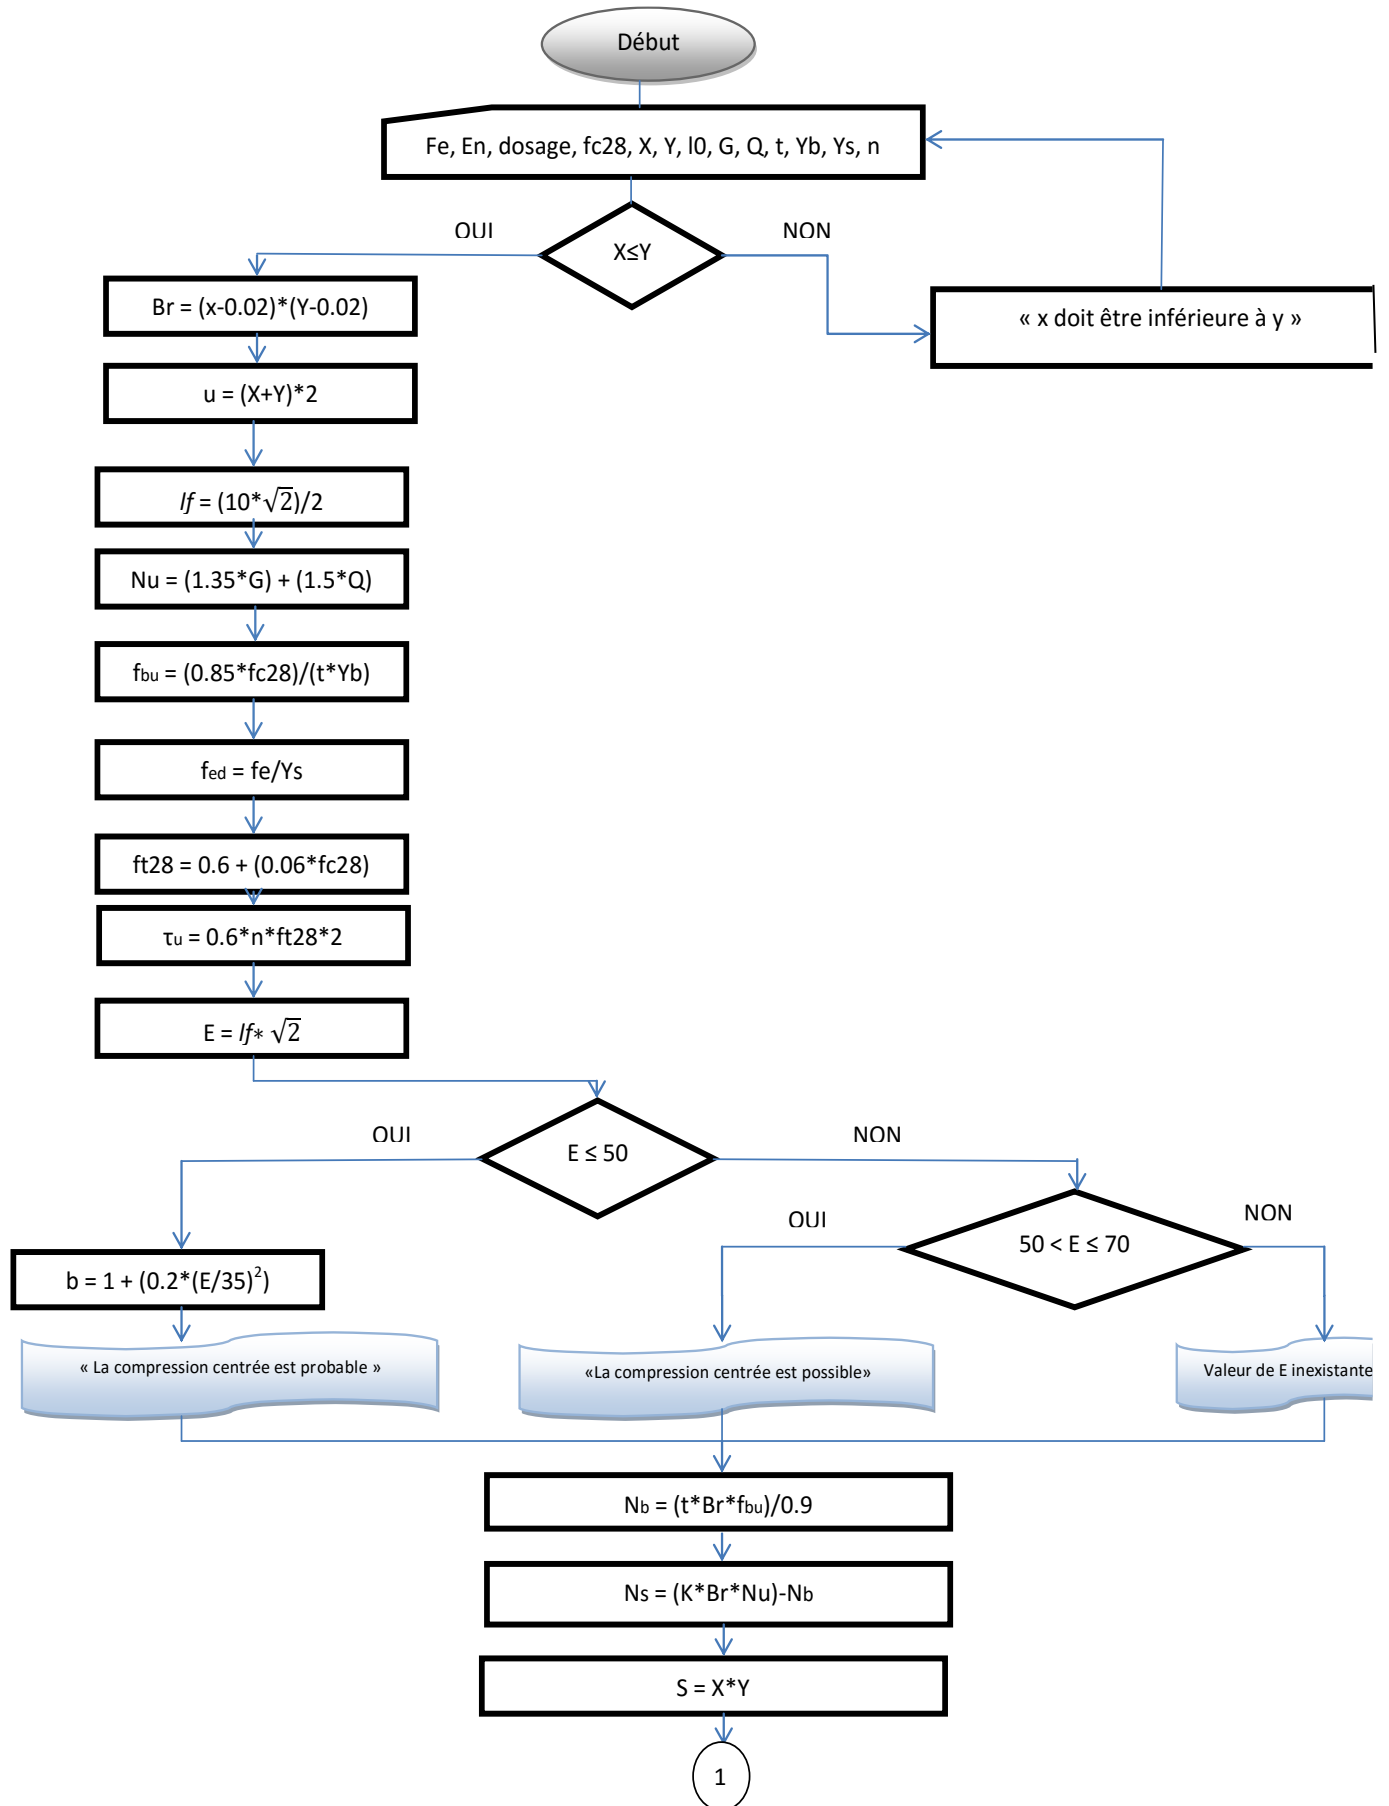 Début
Fe, En, dosage, fc28, X, Y, l0, G, Q, t, Yb, Ys, n
OUI
NON
X≤Y
Br = (x-0.02)*(Y-0.02)
« x doit être inférieure à y »
u = (X+Y)*2
lf = (10*√2)/2
Nu = (1.35*G) + (1.5*Q)
fbu = (0.85*fc28)/(t*Yb)
fed = fe/Ys
ft28 = 0.6 + (0.06*fc28)
τu = 0.6*n*ft28*2
E = lf* √2
OUI
NON
E ≤ 50
OUI
NON
50 < E ≤ 70
b = 1 + (0.2*(E/35)²)
« La compression centrée est probable »
«La compression centrée est possible»
Valeur de E inexistante
Nb = (t*Br*fbu)/0.9
Ns = (K*Br*Nu)-Nb
S = X*Y
1